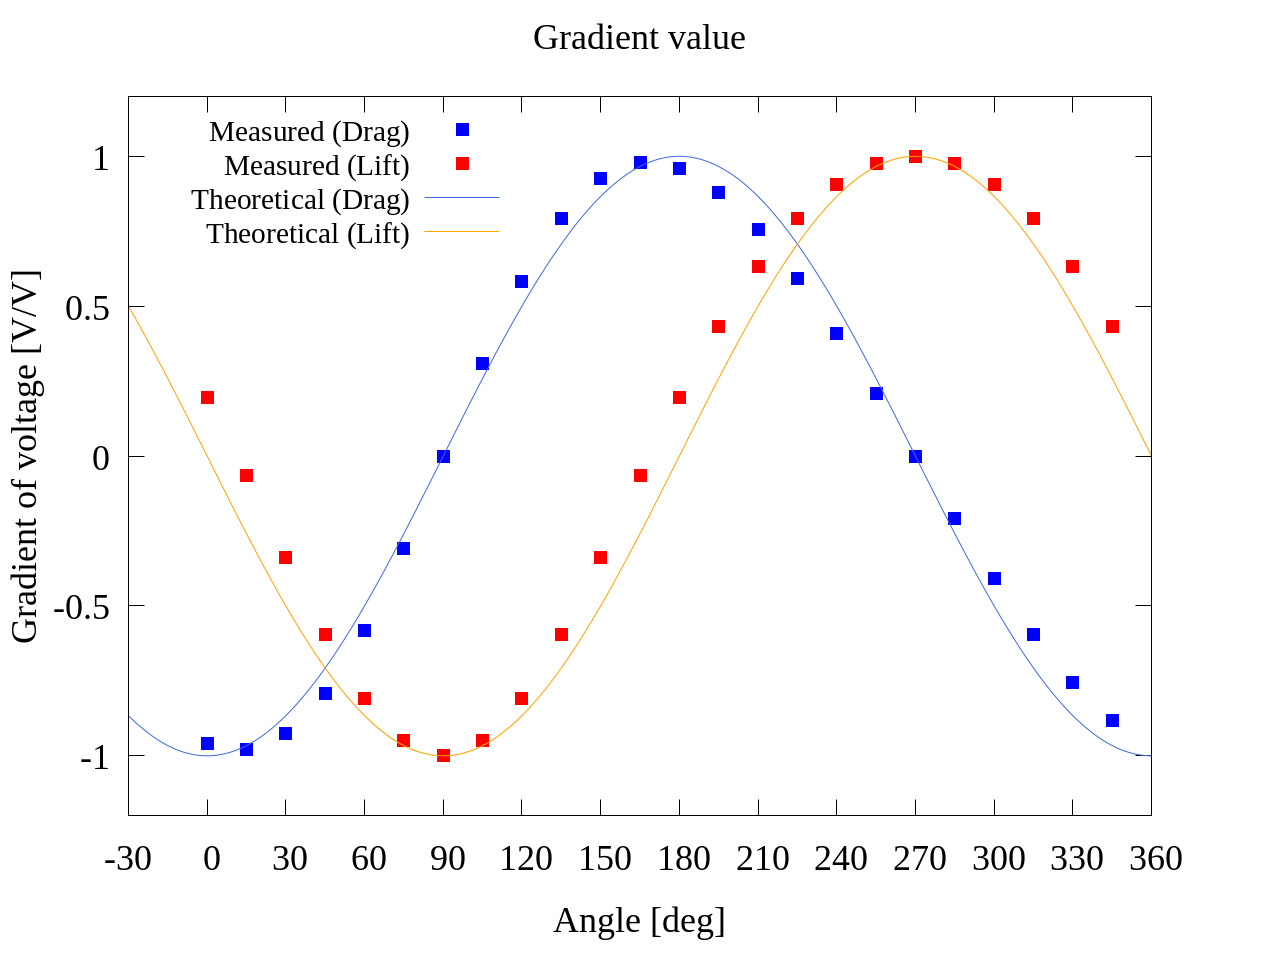 Gradient value
Measured (Drag)
Measured (Lift)
Theoretical (Drag)
Theoretical (Lift)
Gradient of voltage [V/V]
1
0.5
0
-0.5
-1
-30 0 30 60 90 120 150 180 210 240 270 300 330 360
Angle [deg]